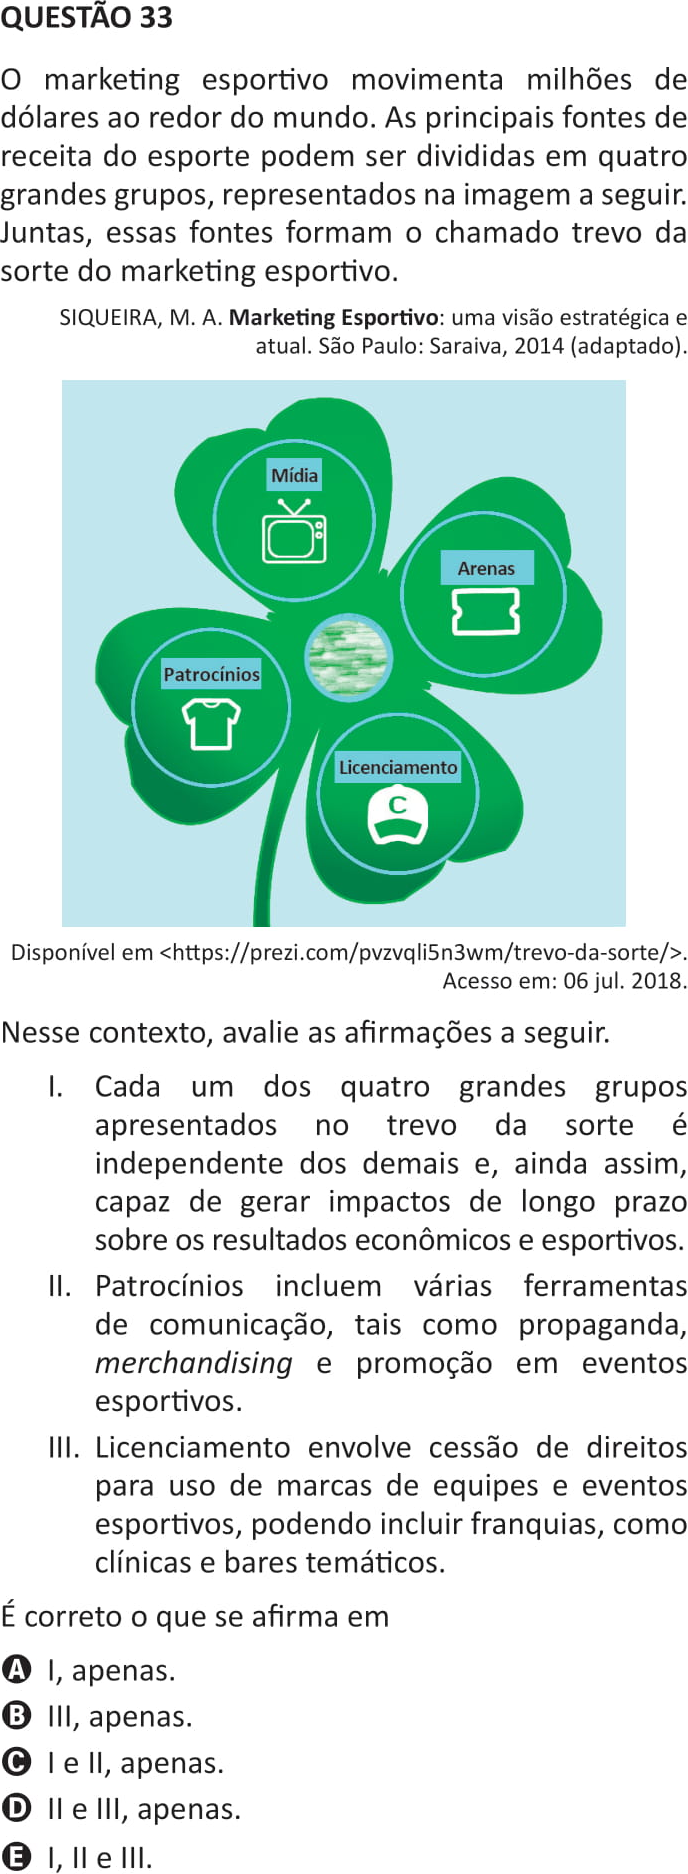 QUESTÃO 33
O marketing esportivo movimenta milhões de
dólares ao redor do mundo. As principais fontes de
receita do esporte podem ser divididas em quatro
grandes grupos, representados na imagem a seguir.
Juntas, essas fontes formam o chamado trevo da
sorte do marketing esportivo.
SIQUEIRA, M. A. Marketing Esportivo: uma visão estratégica e
atual. São Paulo: Saraiva, 2014 (adaptado).
Mídia
Arenas
Patrocínios
Licenciamento
C
Disponível em <https://prezi.com/pvzvqli5n3wm/trevo-da-sorte/>.
Acesso em: 06 jul. 2018.
Nesse contexto, avalie as afirmações a seguir.
I. Cada um dos quatro grandes grupos
apresentados no trevo da sorte é
independente dos demais e, ainda assim,
capaz de gerar impactos de longo prazo
sobre os resultados econômicos e esportivos.
II. Patrocínios incluem várias ferramentas
de comunicação, tais como propaganda,
merchandising e promoção em eventos
esportivos.
III. Licenciamento envolve cessão de direitos
para uso de marcas de equipes e eventos
esportivos, podendo incluir franquias, como
clínicas e bares temáticos.
É correto o que se afirma em
A I, apenas.
B III, apenas.
C I e II, apenas.
D II e III, apenas.
E I, II e III.